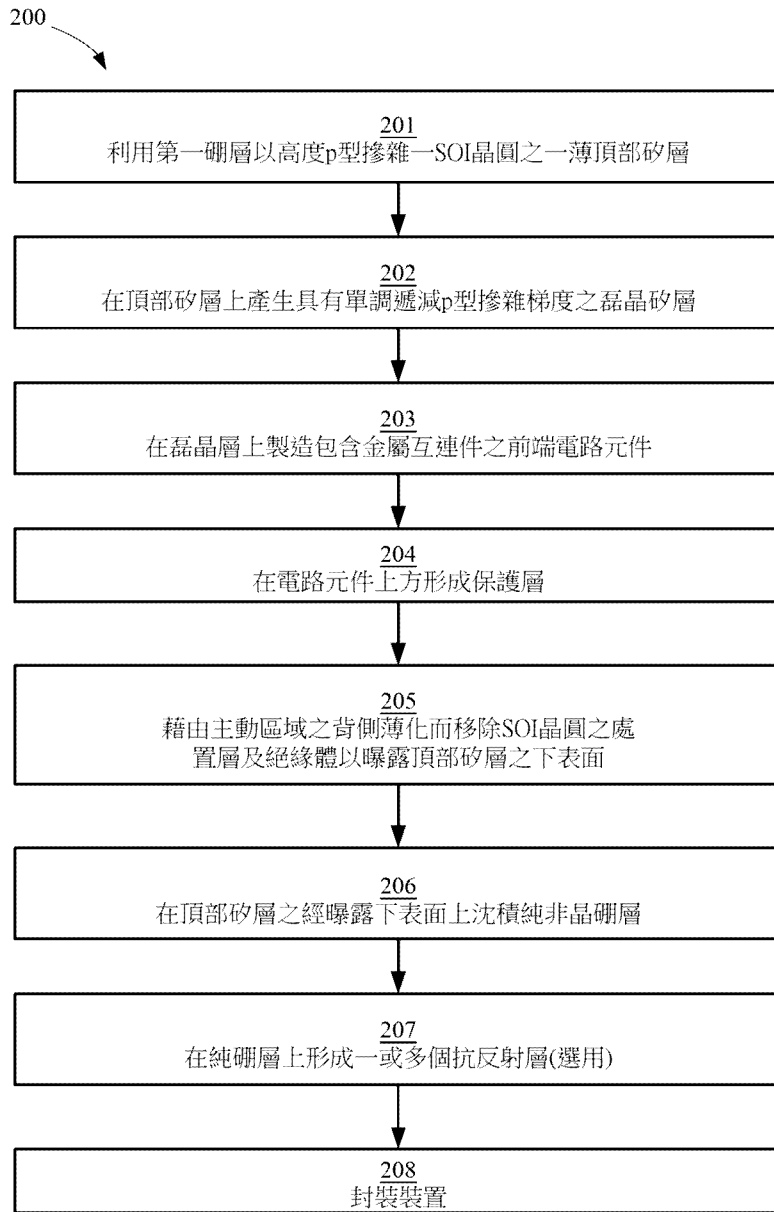 200
201
利用第一硼層以高度p型摻雜一SOI晶圓之一薄頂部矽層
202
在頂部矽層上產生具有單調遞減p型摻雜梯度之磊晶矽層
203
在磊晶層上製造包含金屬互連件之前端電路元件
204
在電路元件上方形成保護層
205
藉由主動區域之背側薄化而移除SOI晶圓之處
置層及絕緣體以曝露頂部矽層之下表面
206
在頂部矽層之經曝露下表面上沈積純非晶硼層
207
在純硼層上形成一或多個抗反射層(選用)
208
封裝裝置